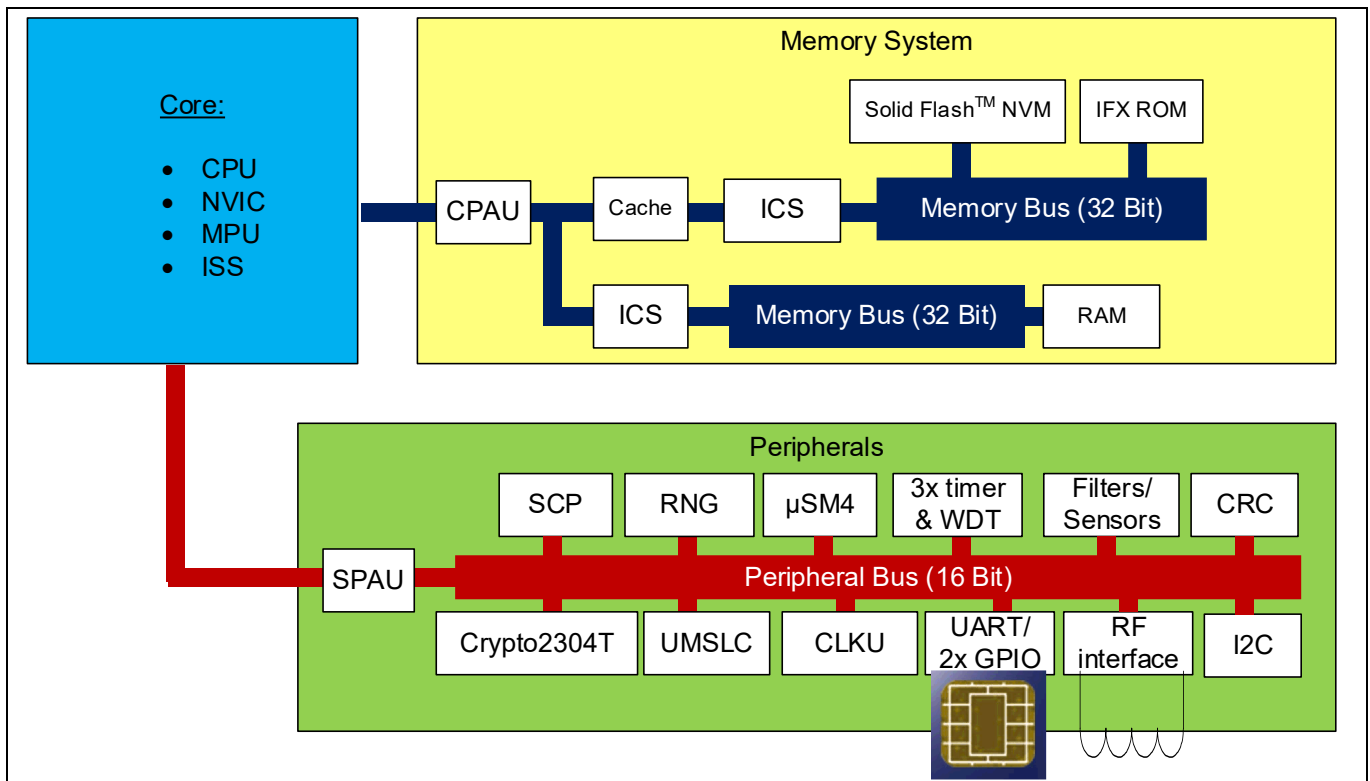 Core:
• CPU
• NVIC
• MPU
• ISS
Memory System
Solid Flash™ NVM
IFX ROM
CPAU
Cache
ICS
Memory Bus (32 Bit)
ICS
Memory Bus (32 Bit)
RAM
Peripherals
SCP
RNG
µSM4
3x timer
& WDT
Filters/
Sensors
CRC
SPAU
Peripheral Bus (16 Bit)
Crypto2304T
UMSLC
CLKU
UART/
2x GPIO
RF
interface
I2C